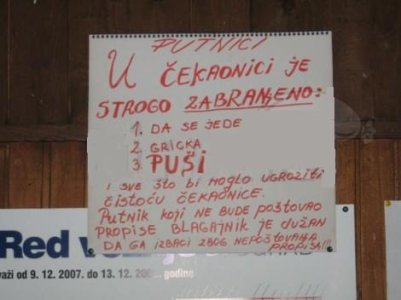 PUTNICI
U ČEKAONICI JE
STROGO ZABRANJENO:
1. DA SE JEDE
2. GRICKA
3. PUŠI
I SVE ŠTO BI MOGLO UGROZITI
ČISTOĆU ČEKAONICE.
PUTNIK KOJI NE BUDE POŠTOVAO
PROPISE BLAGAJNIK JE DUŽAN
DA GA IZBACI ZBOG NEPOŠTOVANJA
PROPISA!!!
Red
važi od 9. 12. 2007. do 13. 12. godine